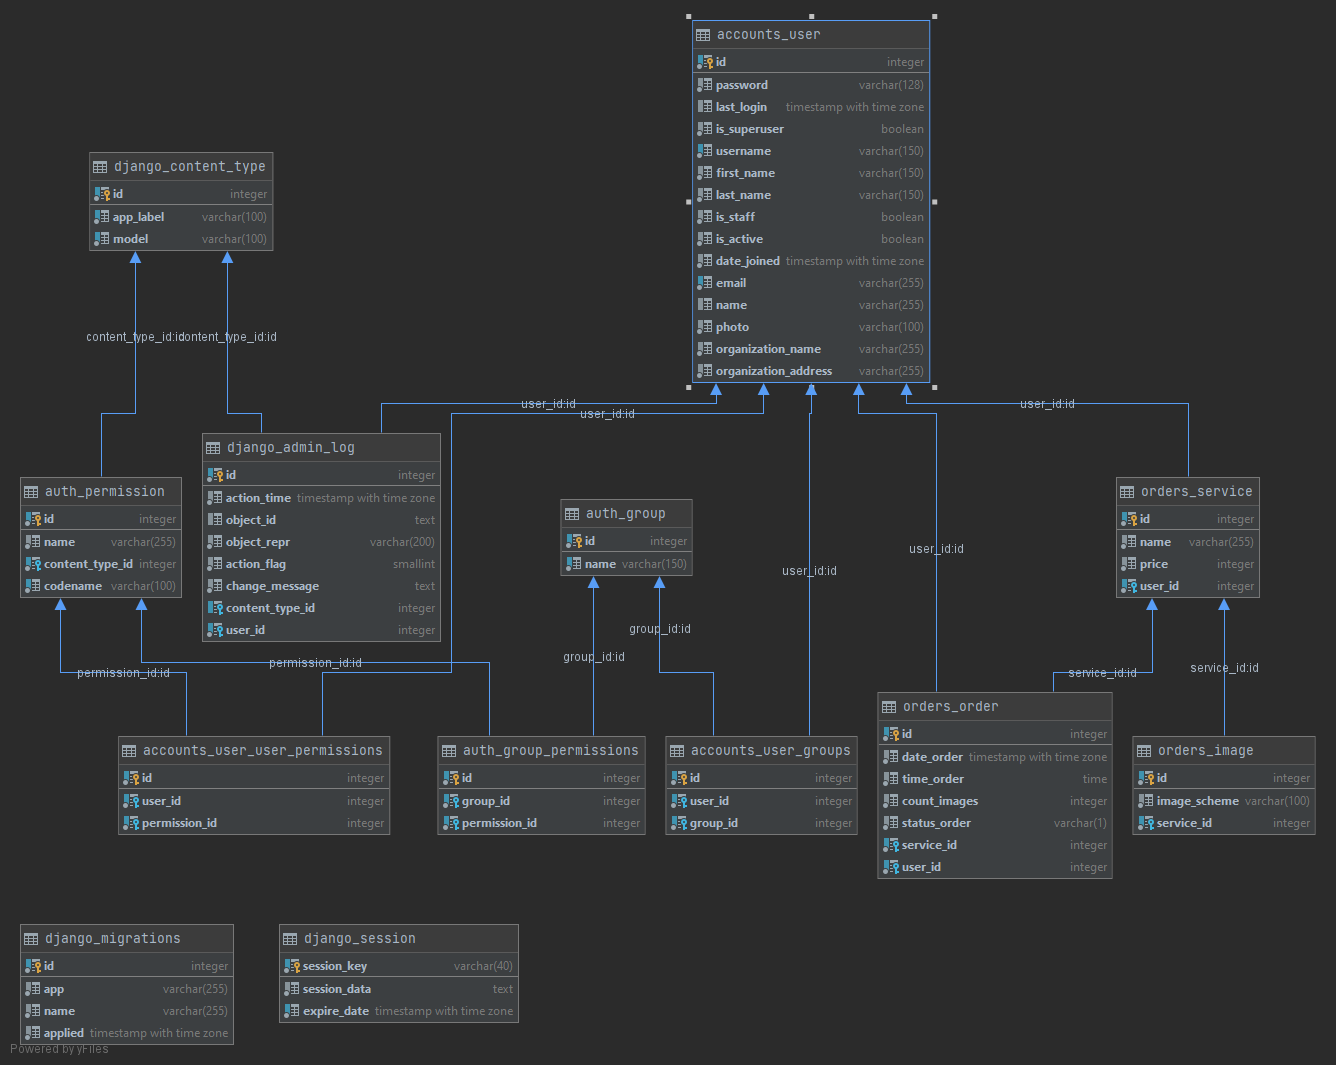 accounts_user
id integer
password varchar(128)
last_login timestamp with time zone
is_superuser boolean
username varchar(150)
first_name varchar(150)
last_name varchar(150)
is_staff boolean
is_active boolean
date_joined timestamp with time zone
email varchar(255)
name varchar(255)
photo varchar(100)
organization_name varchar(255)
organization_address varchar(255)
django_content_type
id integer
app_label varchar(100)
model varchar(100)
content_type_id:id
content_type_id:id
user_id:id
user_id:id
user_id:id
django_admin_log
id integer
action_time timestamp with time zone
object_id text
object_repr varchar(200)
action_flag smallint
change_message text
content_type_id integer
user_id integer
auth_permission
id integer
name varchar(255)
content_type_id integer
codename varchar(100)
auth_group
id integer
name varchar(150)
orders_service
id integer
name varchar(255)
price integer
user_id integer
user_id:id
user_id:id
group_id:id
group_id:id
permission_id:id
permission_id:id
service_id:id
service_id:id
accounts_user_user_permissions
id integer
user_id integer
permission_id integer
auth_group_permissions
id integer
group_id integer
permission_id integer
accounts_user_groups
id integer
user_id integer
group_id integer
orders_order
id integer
date_order timestamp with time zone
time_order time
count_images integer
status_order varchar(1)
service_id integer
user_id integer
orders_image
id integer
image_scheme varchar(100)
service_id integer
django_migrations
id integer
app varchar(255)
name varchar(255)
applied timestamp with time zone
django_session
session_key varchar(40)
session_data text
expire_date timestamp with time zone
Powered by yFiles